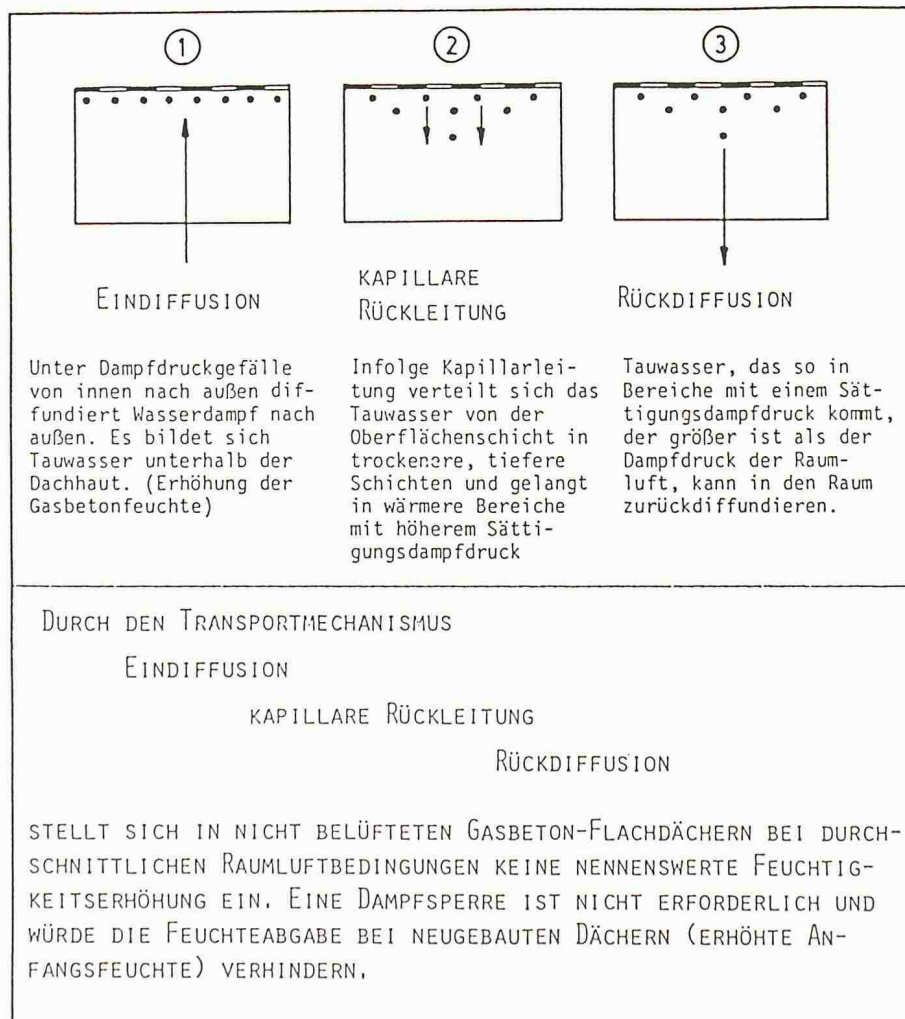 1
2
3
EINDIFFUSION
KAPILLARE
RÜCKLEITUNG
RÜCKDIFFUSION
Unter Dampfdruckgefälle
von innen nach außen dif-
fundiert Wasserdampf nach
außen. Es bildet sich
Tauwasser unterhalb der
Dachhaut. (Erhöhung der
Gasbetonfeuchte)
Infolge Kapillarlei-
tung verteilt sich das
Tauwasser von der
Oberflächenschicht in
trockenere, tiefere
Schichten und gelangt
in wärmere Bereiche
mit höherem Sätti-
gungsdampfdruck
Tauwasser, das so in
Bereiche mit einem Sät-
tigungsdampfdruck kommt,
der größer ist als der
Dampfdruck der Raum-
luft, kann in den Raum
zurückdiffundieren.
DURCH DEN TRANSPORTMECHANISMUS
EINDIFFUSION
KAPILLARE RÜCKLEITUNG
RÜCKDIFFUSION
STELLT SICH IN NICHT BELÜFTETEN GASBETON-FLACHDÄCHERN BEI DURCH-
SCHNITTLICHEN RAUMLUFTBEDINGUNGEN KEINE NENNENSWERTE FEUCHTIG-
KEITSERHÖHUNG EIN. EINE DAMPFSPERRE IST NICHT ERFORDERLICH UND
WÜRDE DIE FEUCHTEABGABE BEI NEUGEBAUTEN DÄCHERN (ERHÖHTE AN-
FANGSFEUCHTE) VERHINDERN.